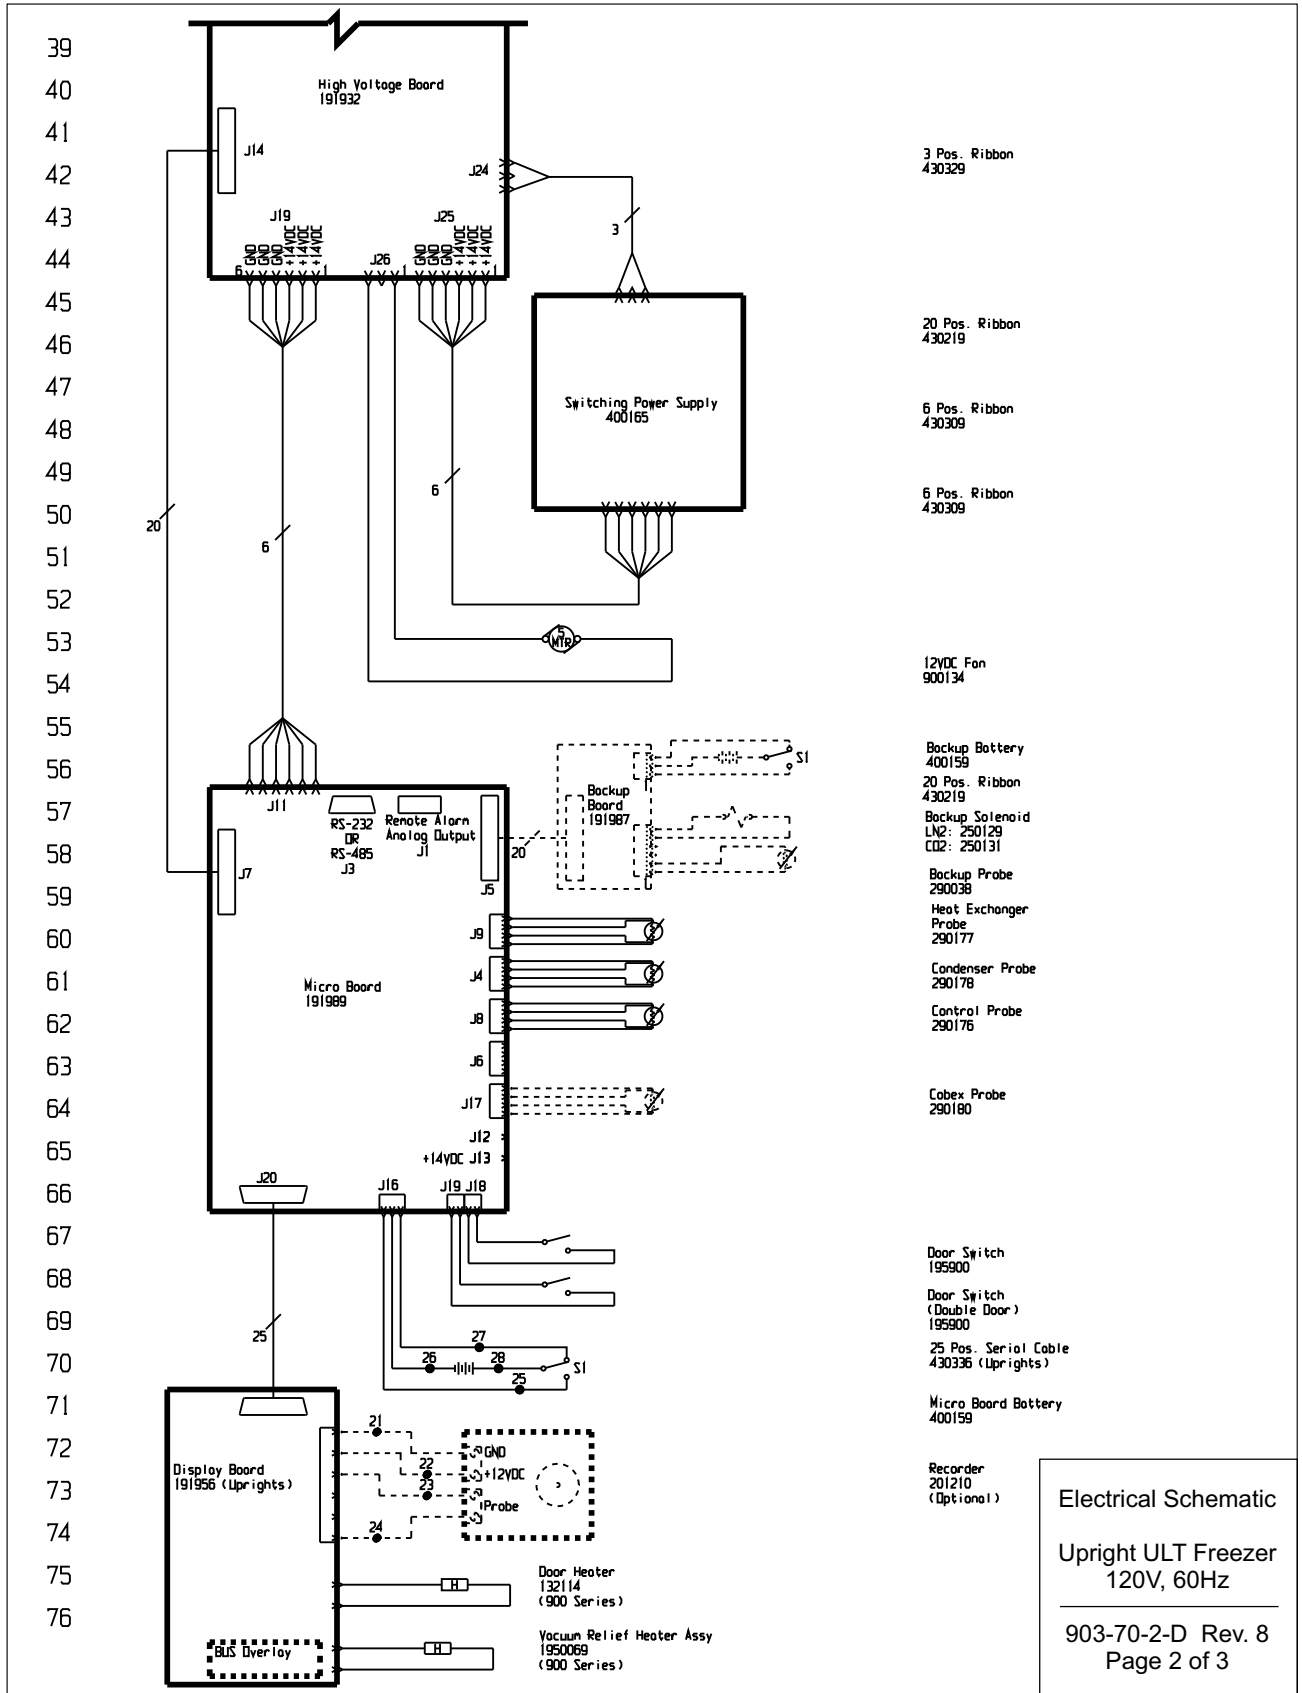 39
40
41
42
43
44
45
46
47
48
49
50
51
52
53
54
55
56
57
58
59
60
61
62
63
64
65
66
67
68
69
70
71
72
73
74
75
76
High Voltage Board
191932
J14
J24
3
J19
GND
GND
GND
+14VDC
+14VDC
+14VDC
6
1
J26
1
J25
GND
GND
GND
+14VDC
+14VDC
+14VDC
1
Switching Power Supply
400165
20
6
6
5
MTR
J11
RS-232
OR
RS-485
J3
Remote Alarm
Analog Output
J1
J5
20
Backup
Board
191987
S1
J7
J9
J4
J8
J6
J17
J12
+14VDC J13
Micro Board
191989
J20
J16
J19 J18
25
27
26
28
S1
25
Display Board
191956 (Uprights)
21
22
23
24
GND
+12VDC
Probe
Door Heater
132114
(900 Series)
BUS Overlay
Vacuum Relief Heater Assy
1950069
(900 Series)
3 Pos. Ribbon
430329
20 Pos. Ribbon
430219
6 Pos. Ribbon
430309
6 Pos. Ribbon
430309
12VDC Fan
900134
Backup Battery
400159
20 Pos. Ribbon
430219
Backup Solenoid
LN2: 250129
CO2: 250131
Backup Probe
290038
Heat Exchanger
Probe
290177
Condenser Probe
290178
Control Probe
290176
Cobex Probe
290180
Door Switch
195900
Door Switch
(Double Door)
195900
25 Pos. Serial Cable
430336 (Uprights)
Micro Board Battery
400159
Recorder
201210
(Optional)
Electrical Schematic
Upright ULT Freezer
120V, 60Hz
903-70-2-D Rev. 8
Page 2 of 3